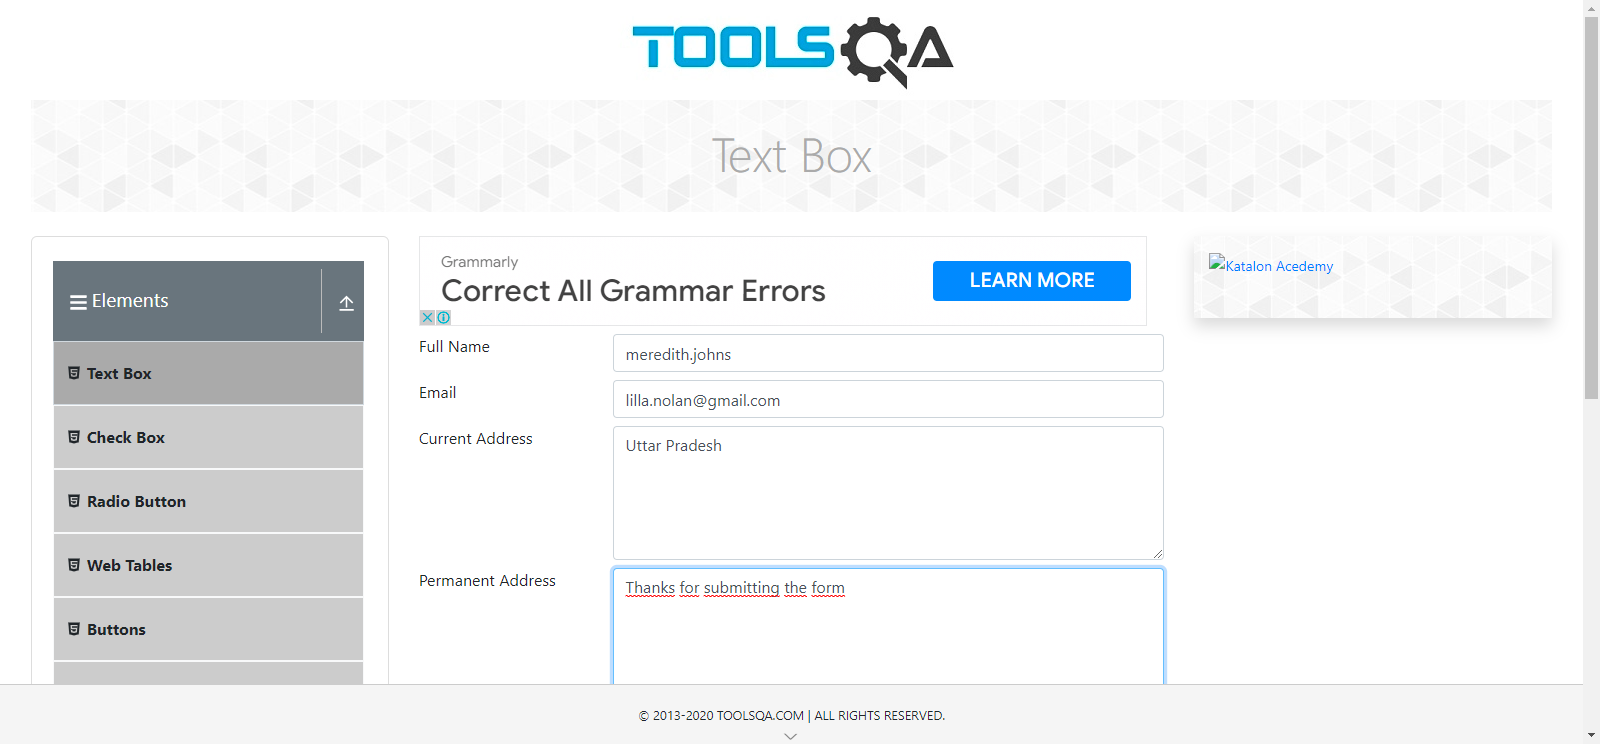 TOOLSQA
Text Box
Elements
Text Box
Check Box
Radio Button
Web Tables
Buttons
Grammarly
Correct All Grammar Errors
LEARN MORE
Full Name
meredith.johns
Email
lilla.nolan@gmail.com
Current Address
Uttar Pradesh
Permanent Address
Thanks for submitting the form
Katalon Acedemy
© 2013-2020 TOOLSQA.COM | ALL RIGHTS RESERVED.